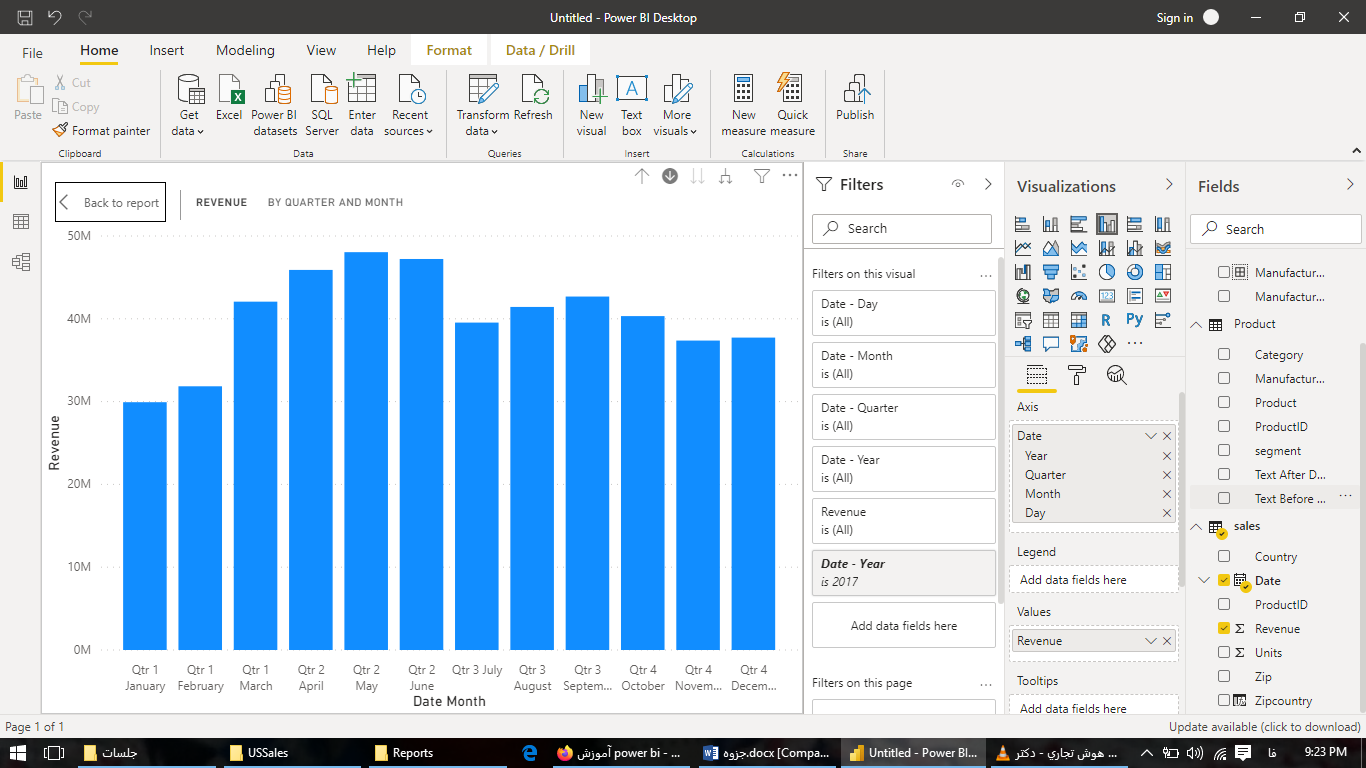 Untitled - Power BI Desktop
Sign in
File
Home
Insert
Modeling
View
Help
Format
Data / Drill
Paste
Cut
Copy
Format painter
Clipboard
Get data
Excel
Power BI datasets
SQL Server
Enter data
Recent sources
Data
Transform data
Refresh
Queries
New visual
Text box
More visuals
Insert
New measure
Quick measure
Calculations
Publish
Share
Back to report
REVENUE
BY QUARTER AND MONTH
50M
40M
30M
20M
10M
0M
Revenue
Qtr 1 January
Qtr 1 February
Qtr 1 March
Qtr 2 April
Qtr 2 May
Qtr 2 June
Qtr 3 July
Qtr 3 August
Qtr 3 Septem...
Qtr 4 October
Qtr 4 Novem...
Qtr 4 Decem...
Date Month
Filters
Search
Filters on this visual
...
Date - Day
is (All)
Date - Month
is (All)
Date - Quarter
is (All)
Date - Year
is (All)
Revenue
is (All)
Date - Year
is 2017
Add data fields here
Filters on this page
...
Visualizations
R
Py
123
...
Axis
Date
Year
Quarter
Month
Day
Legend
Add data fields here
Values
Revenue
Tooltips
Add data fields here
Fields
Search
Manufactur...
Manufactur...
Product
Category
Manufactur...
Product
ProductID
segment
Text After D...
Text Before ...
...
sales
Country
Date
ProductID
Σ Revenue
Σ Units
Zip
Zipcountry
Page 1 of 1
Update available (click to download)
جلسات
USSales
Reports
آموزش power bi - ...
جزوه.docx [Compa...
Untitled - Power BI...
هوش تجاري - دكتر ...
فا
9:23 PM